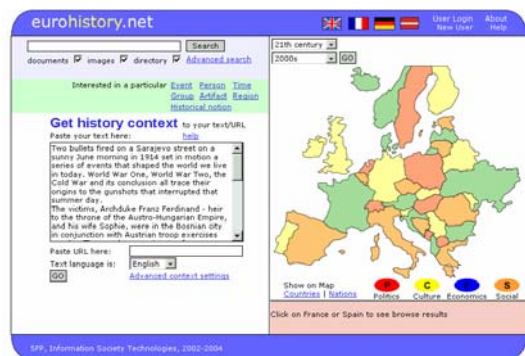 eurohistory.net
User Login About
New User Help
Search
documents images directory Advanced search
Interested in a particular Event Person Time
Group Artifact Region
Historical notion
Get history context to your text/URL
Paste your text here: help
Two bullets fired on a Sarajevo street on a
sunny June morning in 1914 set in motion a
series of events that shaped the world we live
in today. World War One, World War Two, the
Cold War and its conclusion all trace their
origins to the gunshots that interrupted that
summer day.
The victims, Archduke Franz Ferdinand - heir
to the throne of the Austro-Hungarian Empire,
and his wife Sophie, were in the Bosnian city
in conjunction with Austrian troop exercises
Paste URL here:
Text language is: English
GO Advanced context settings
21th century
2000s GO
Show on Map
Countries | Nations
P C E S
Politics Culture Economics Social
Click on France or Spain to see browse results
SFP, Information Society Technologies, 2002-2004